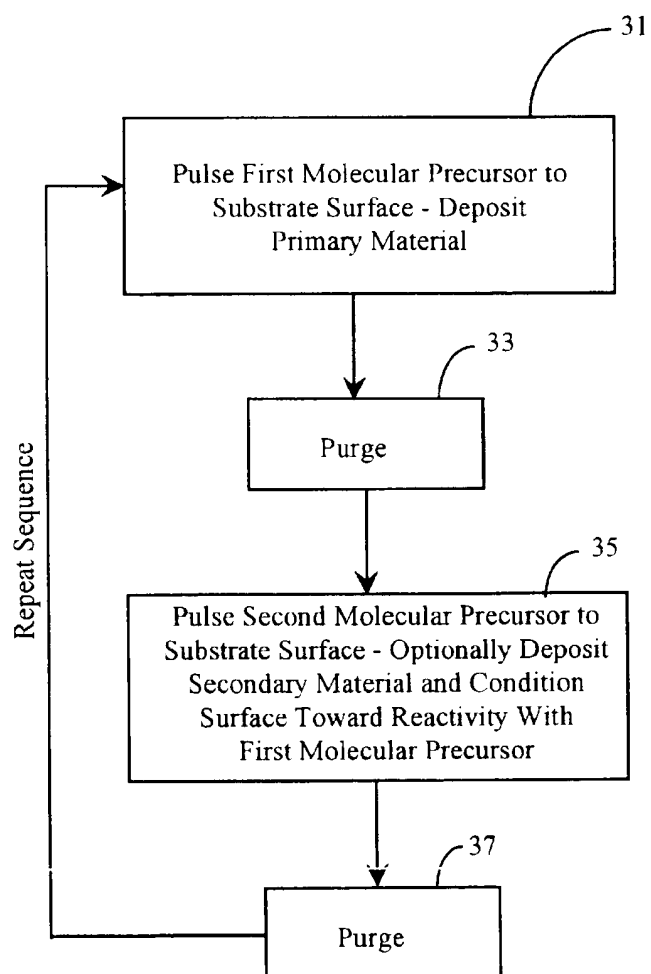 31
Pulse First Molecular Precursor to
Substrate Surface - Deposit
Primary Material
33
Purge
35
Pulse Second Molecular Precursor to
Substrate Surface - Optionally Deposit
Secondary Material and Condition
Surface Toward Reactivity With
First Molecular Precursor
37
Purge
Repeat Sequence